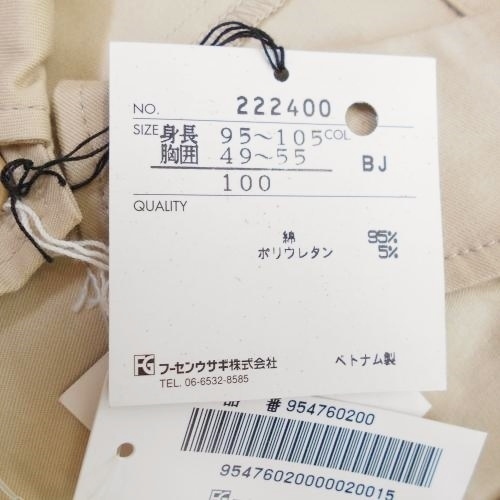 NO. 222400
SIZE 身長 95～105 COL
胸囲 49～55 BJ
100
QUALITY
綿 95%
ポリウレタン 5%
FG フーセンウサギ株式会社 ベトナム製
TEL. 06-6532-8585
品 番 954760200
95476020000020015